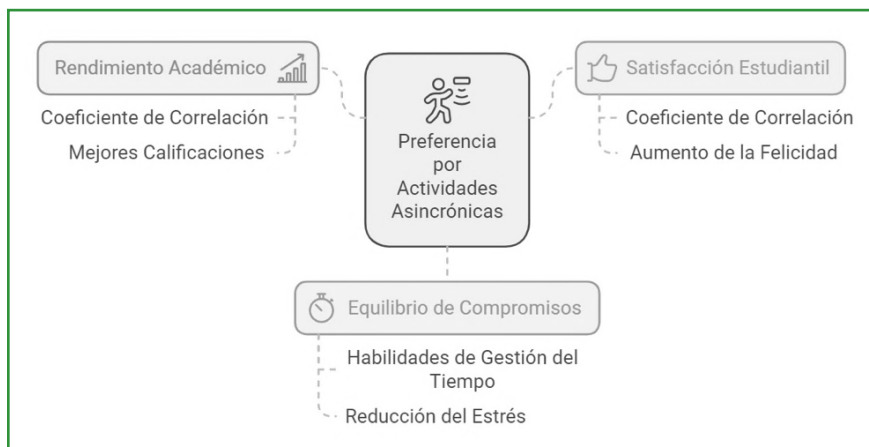 Rendimiento Académico
Coeficiente de Correlación
Mejores Calificaciones
Preferencia
por
Actividades
Asincrónicas
Satisfacción Estudiantil
Coeficiente de Correlación
Aumento de la Felicidad
Equilibrio de Compromisos
Habilidades de Gestión del
Tiempo
Reducción del Estrés